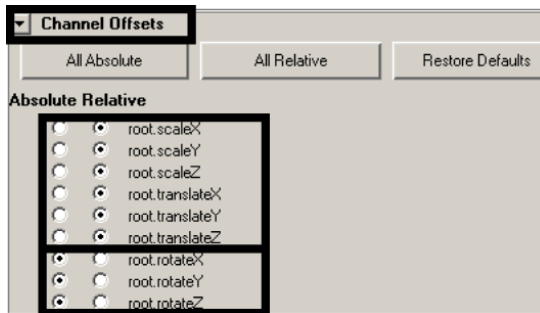 Channel Offsets
All Absolute All Relative Restore Defaults
Absolute Relative
root.scaleX
root.scaleY
root.scaleZ
root.translateX
root.translateY
root.translateZ
root.rotateX
root.rotateY
root.rotateZ